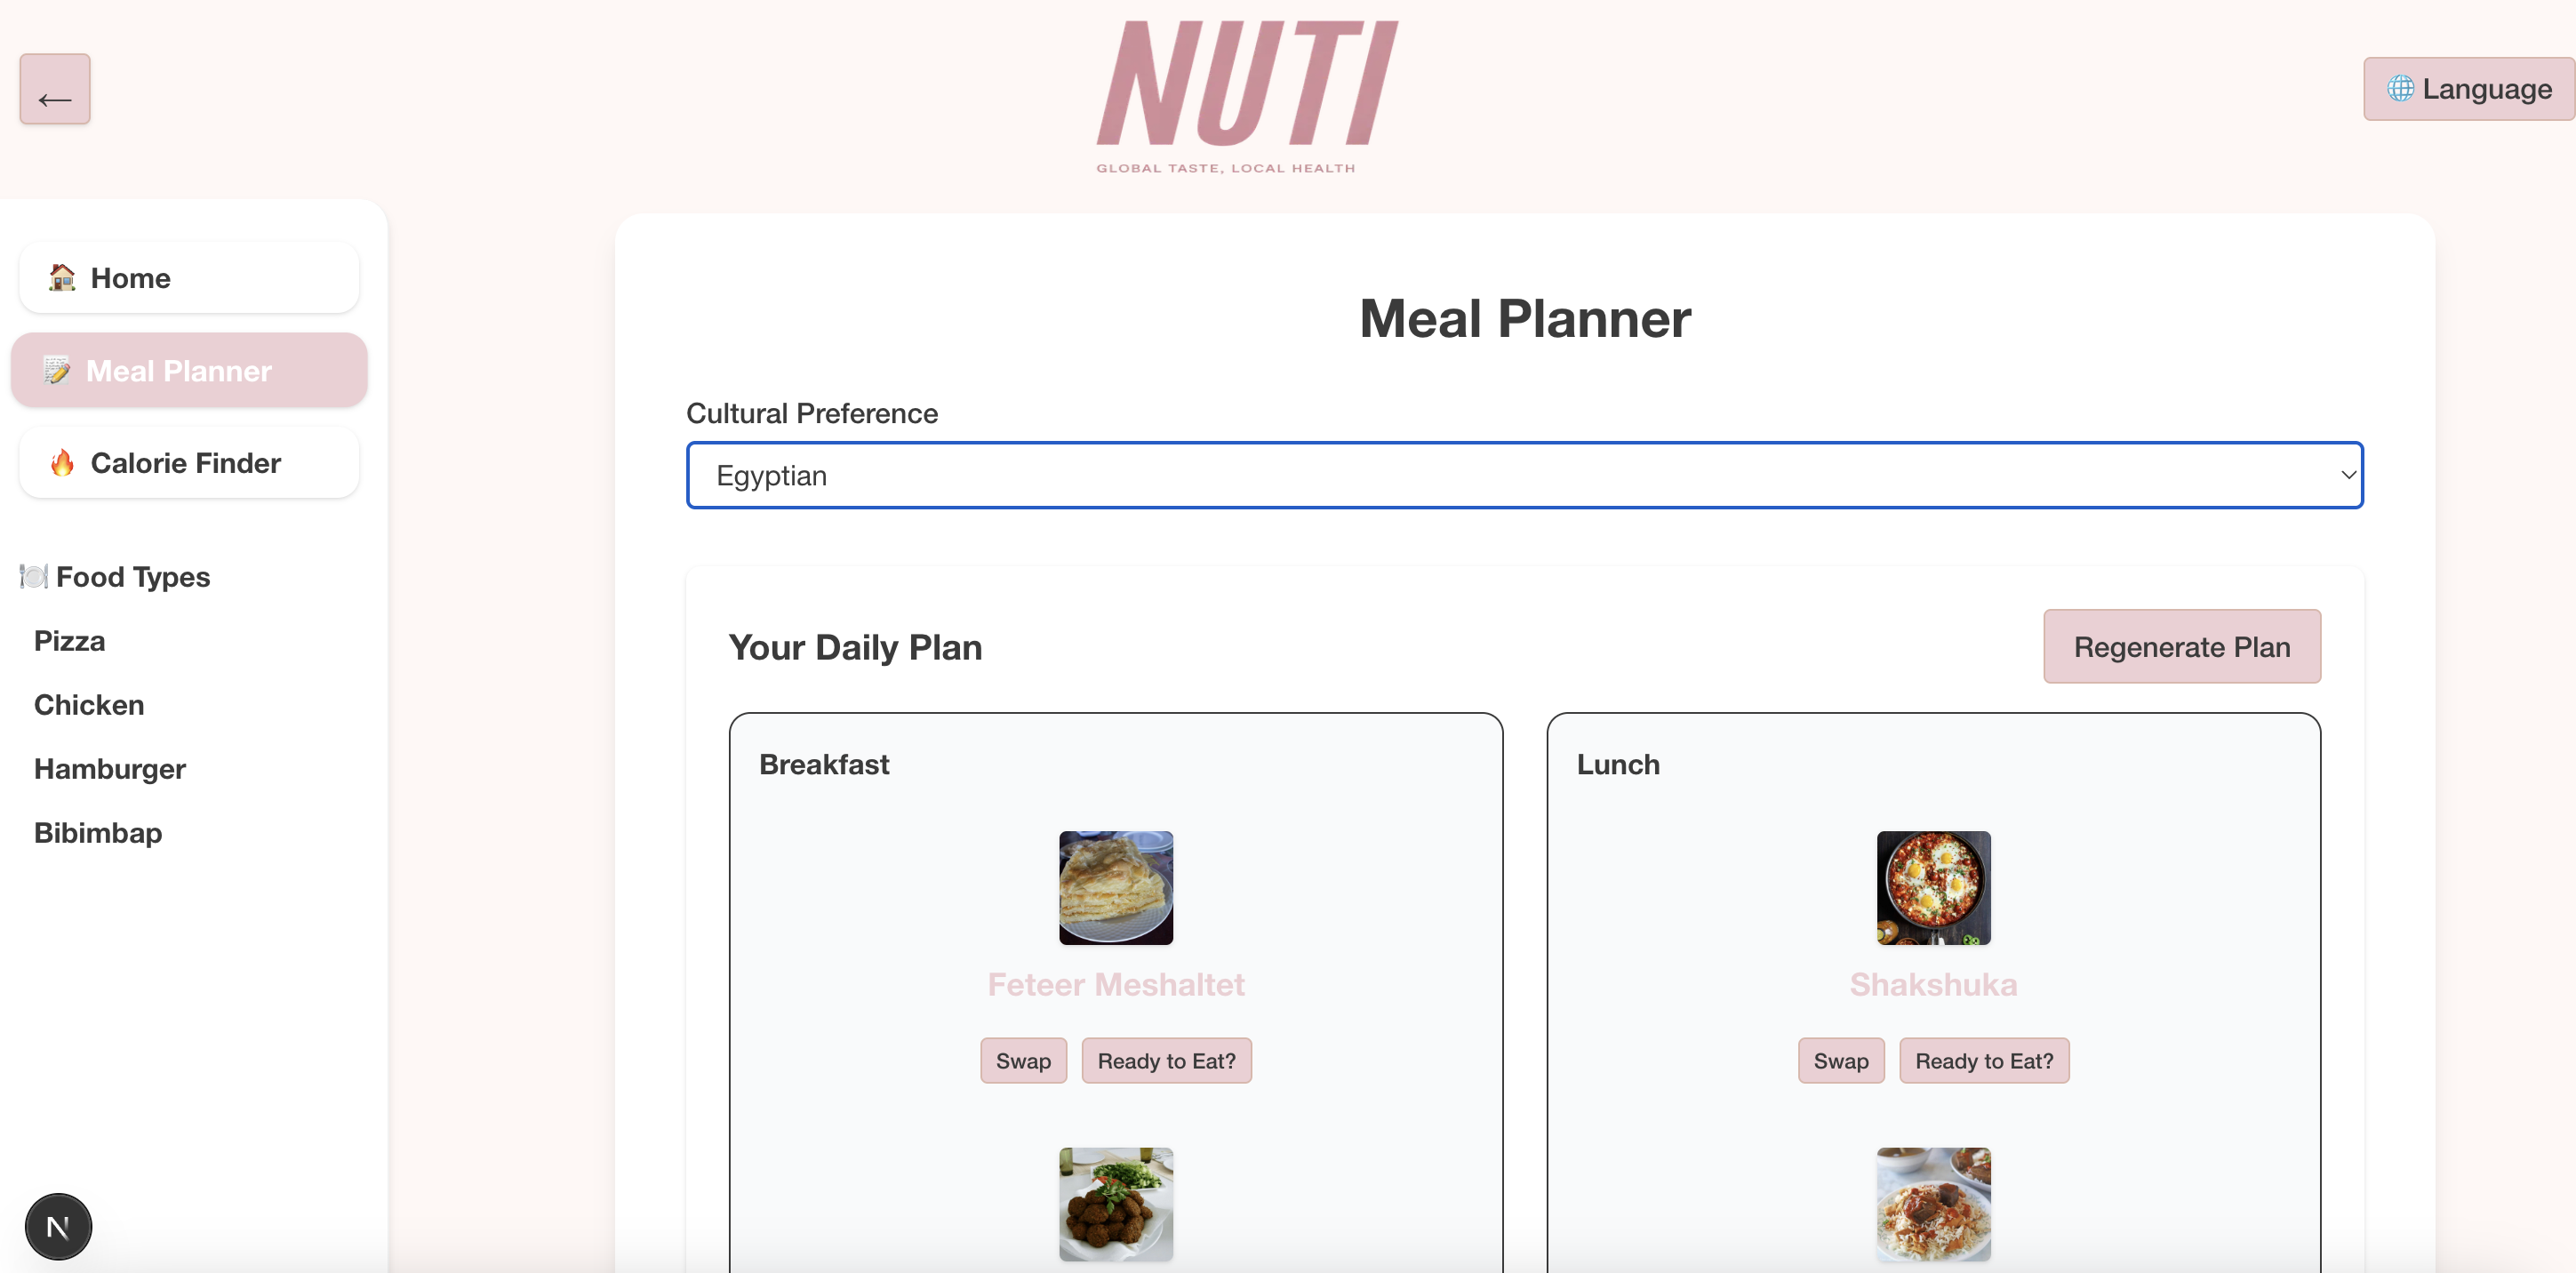 NUTI
GLOBAL TASTE, LOCAL HEALTH
←
🌐 Language
🏠 Home
📝 Meal Planner
🔥 Calorie Finder
🍽️ Food Types
Pizza
Chicken
Hamburger
Bibimbap
N
Meal Planner
Cultural Preference
Egyptian
Your Daily Plan
Regenerate Plan
Breakfast
Feteer Meshaltet
Swap
Ready to Eat?
Lunch
Shakshuka
Swap
Ready to Eat?